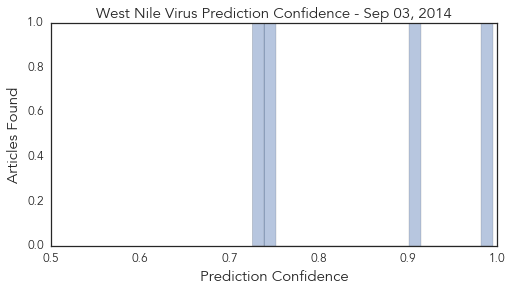 West Nile Virus Prediction Confidence - Sep 03, 2014
1.0
0.8
0.6
0.4
0.2
0.0
Articles Found
0.5 0.6 0.7 0.8 0.9 1.0
Prediction Confidence